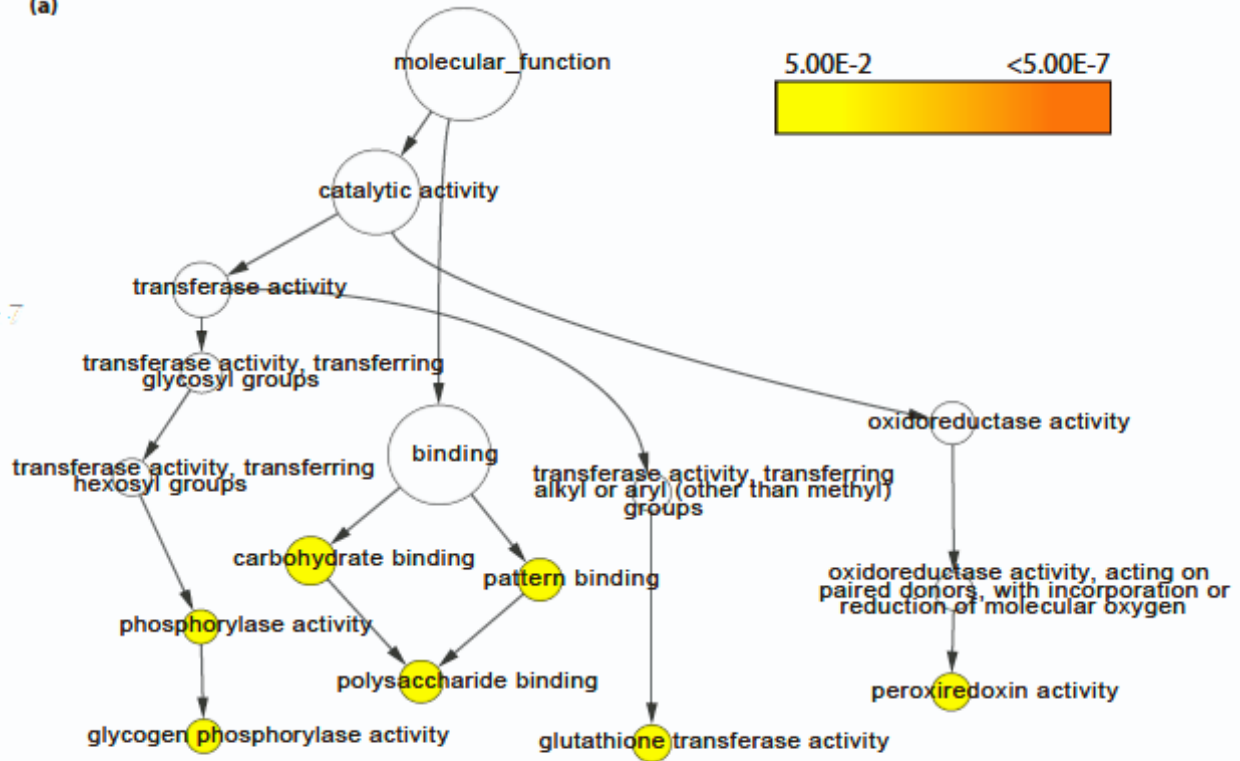 (a)
molecular_function
5.00E-2
<5.00E-7
catalytic activity
transferase activity
transferase activity, transferring
glycosyl groups
oxidoreductase activity
binding
transferase activity, transferring
hexosyl groups
transferase activity, transferring
alkyl or aryl (other than methyl)
groups
carbohydrate binding
pattern binding
oxidoreductase activity, acting on
paired donors, with incorporation or
reduction of molecular oxygen
phosphorylase activity
polysaccharide binding
peroxiredoxin activity
glycogen phosphorylase activity
glutathione transferase activity